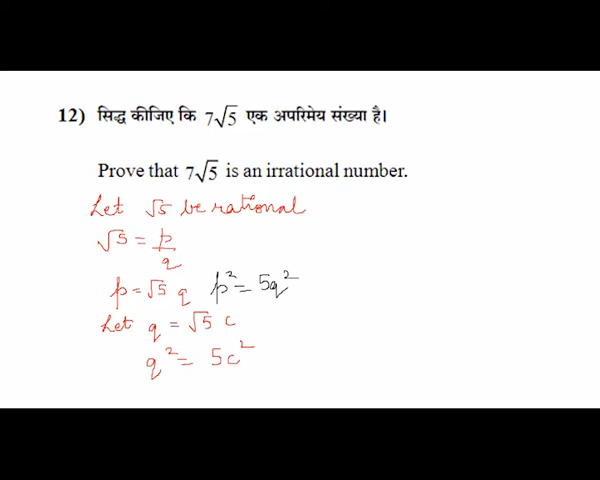 12) सिद्ध कीजिए कि 7√5 एक अपरिमेय संख्या है।
Prove that 7√5 is an irrational number.
Let √5 be rational
√5 = p/q
p = √5 q p² = 5q²
Let q = √5 c
q² = 5c²